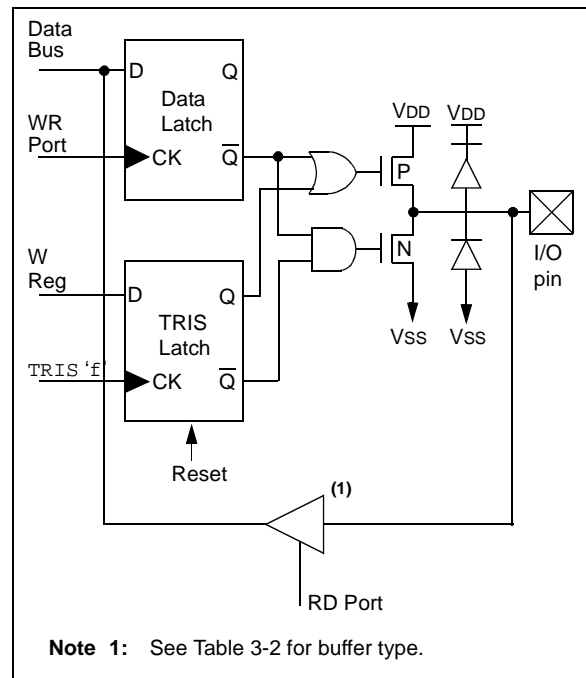 Data
Bus
D
Q
Data
Latch
WR
Port
CK
Q
VDD
VDD
P
N
I/O
pin
W
Reg
D
Q
TRIS
Latch
VSS
VSS
TRIS ‘f’
CK
Q
Reset
(1)
RD Port
Note 1: See Table 3-2 for buffer type.